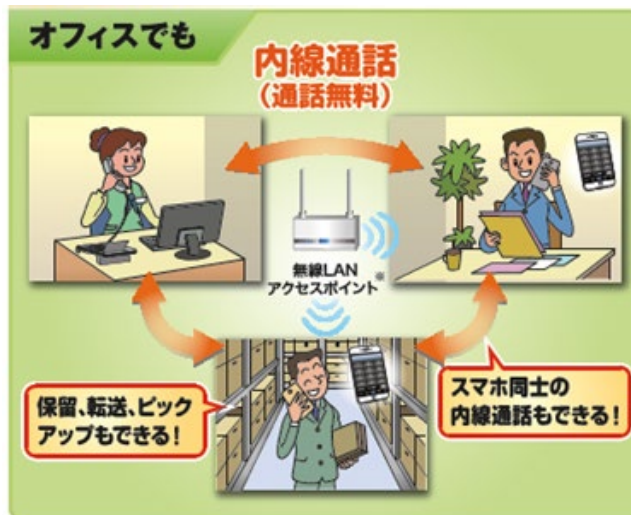 オフィスでも
内線通話
(通話無料)
無線LAN
アクセスポイント※
保留、転送、ピック
アップもできる!
スマホ同士の
内線通話もできる!